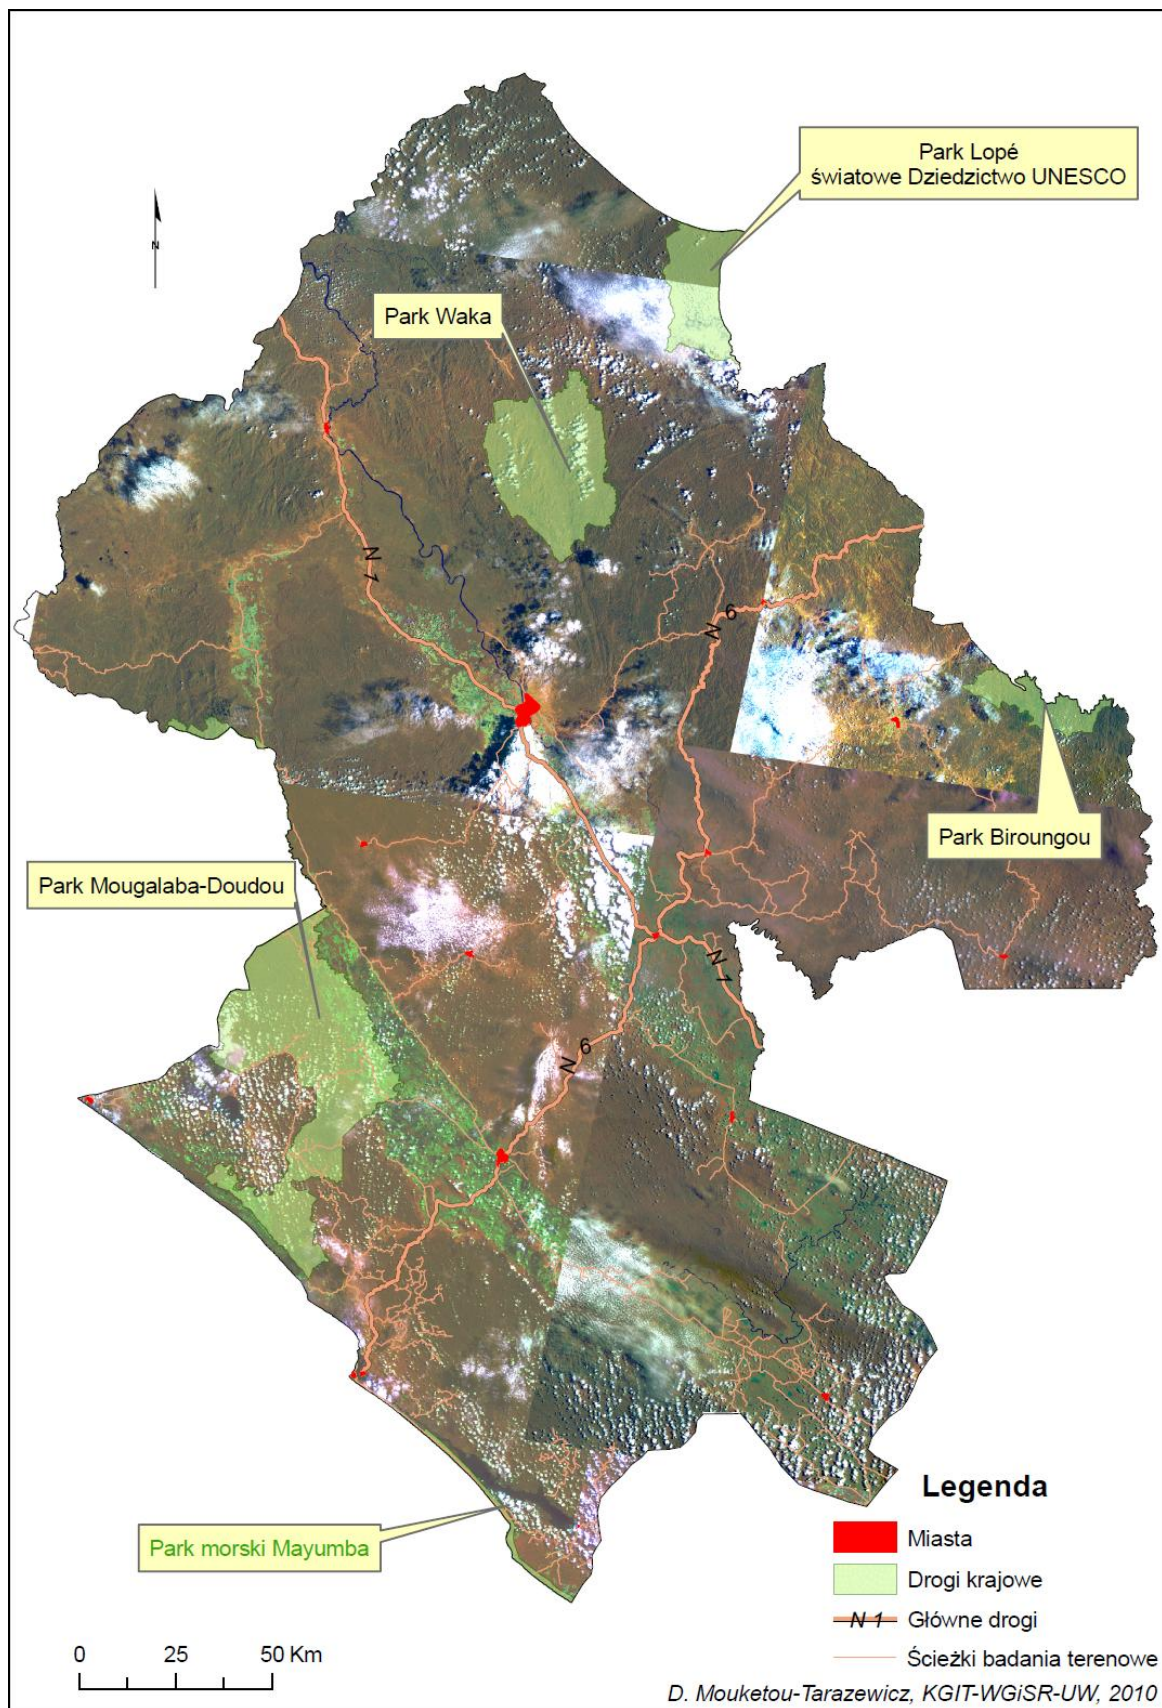 Park Lopé
światowe Dziedzictwo UNESCO
N
Park Waka
N 1
N 6
Park Biroungou
Park Mougalaba-Doudou
N 1
N 6
Park morski Mayumba
Legenda
Miasta
Drogi krajowe
N 1 Główne drogi
Ścieżki badania terenowe
0 25 50 Km
D. Mouketou-Tarazewicz, KGIT-WGiSR-UW, 2010